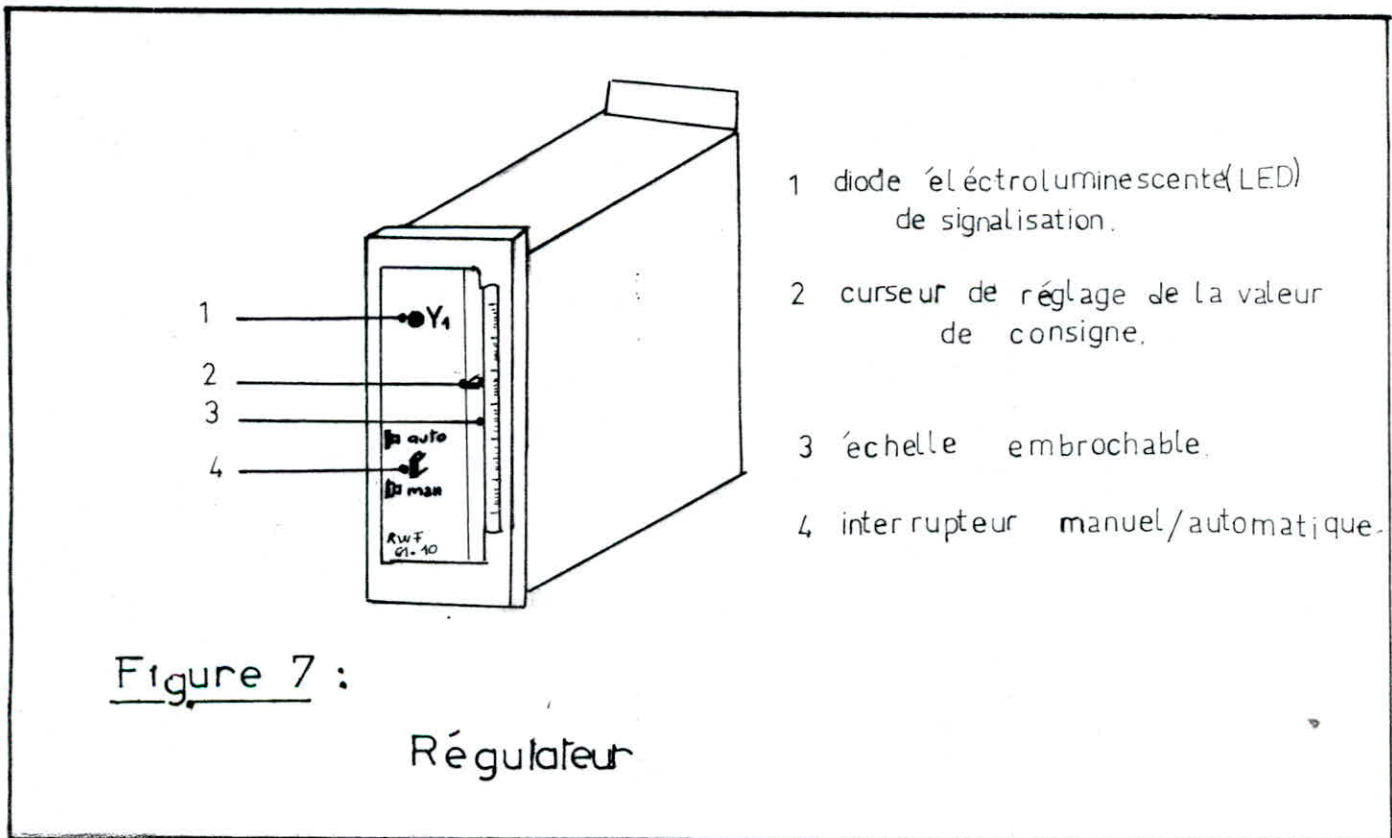 1 diode éléctroluminescente(LED)
de signalisation.
2 curseur de réglage de la valeur
de consigne.
3 échelle embrochable.
4 interrupteur manuel/automatique.
1
Y1
2
3
auto
4
man
RWF
61-10
Figure 7 :
Régulateur